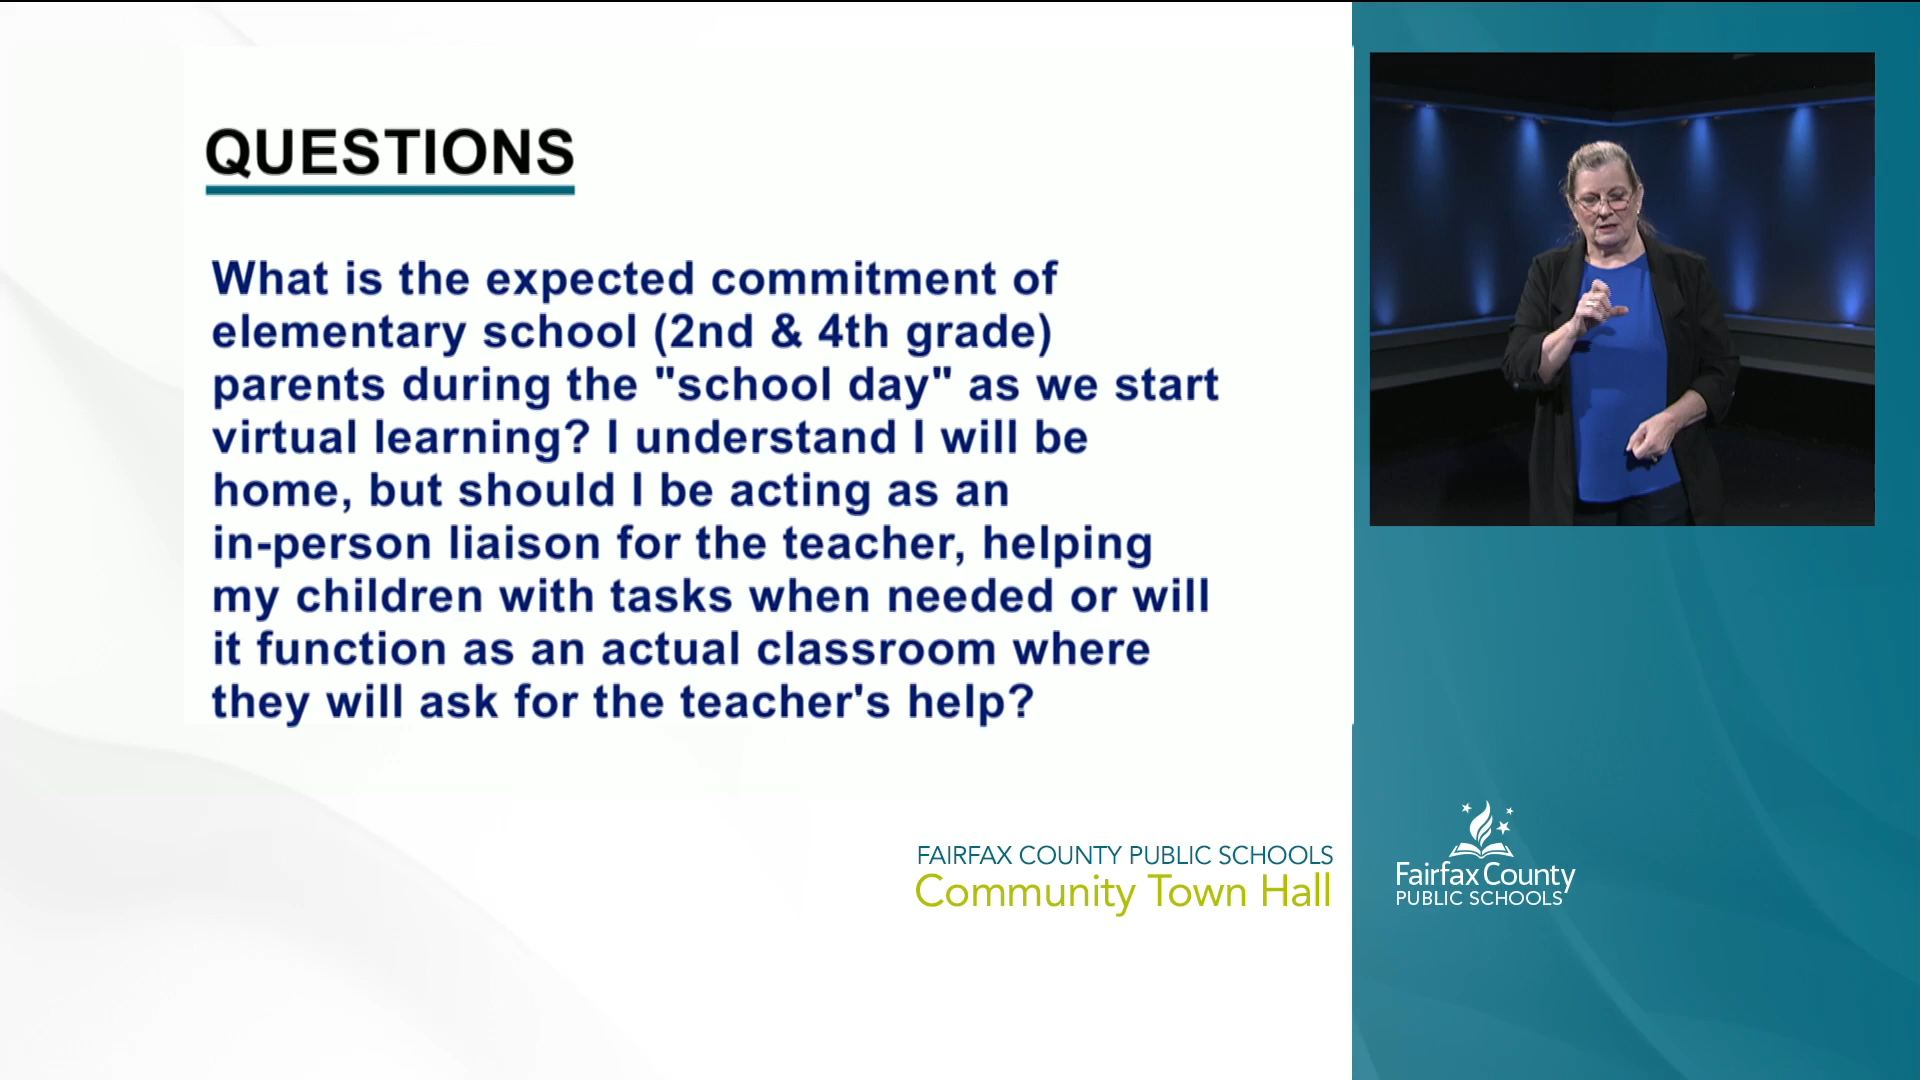 QUESTIONS
What is the expected commitment of
elementary school (2nd & 4th grade)
parents during the "school day" as we start
virtual learning? I understand I will be
home, but should I be acting as an
in-person liaison for the teacher, helping
my children with tasks when needed or will
it function as an actual classroom where
they will ask for the teacher's help?
FAIRFAX COUNTY PUBLIC SCHOOLS
Community Town Hall
Fairfax County
PUBLIC SCHOOLS